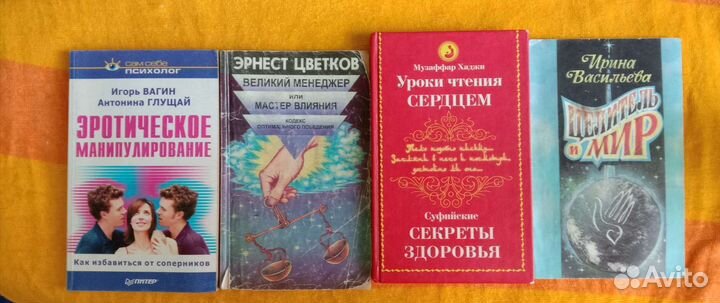 сам себе
ПСИХОЛОГ
Игорь ВАГИН
Антонина ГЛУЩАЙ
ЭРОТИЧЕСКОЕ
МАНИПУЛИРОВАНИЕ
Как избавиться от соперников
ПИТЕР
ЭРНЕСТ ЦВЕТКОВ
ВЕЛИКИЙ МЕНЕДЖЕР
или
МАСТЕР ВЛИЯНИЯ
КОДЕКС
ОПТИМАЛЬНОГО ПОВЕДЕНИЯ
Музаффар Хаджи
Уроки чтения
СЕРДЦЕМ
Суфийские
СЕКРЕТЫ
ЗДОРОВЬЯ
Ирина
Васильева
ЦЕЛИТЕЛЬ
и МИР
Avito